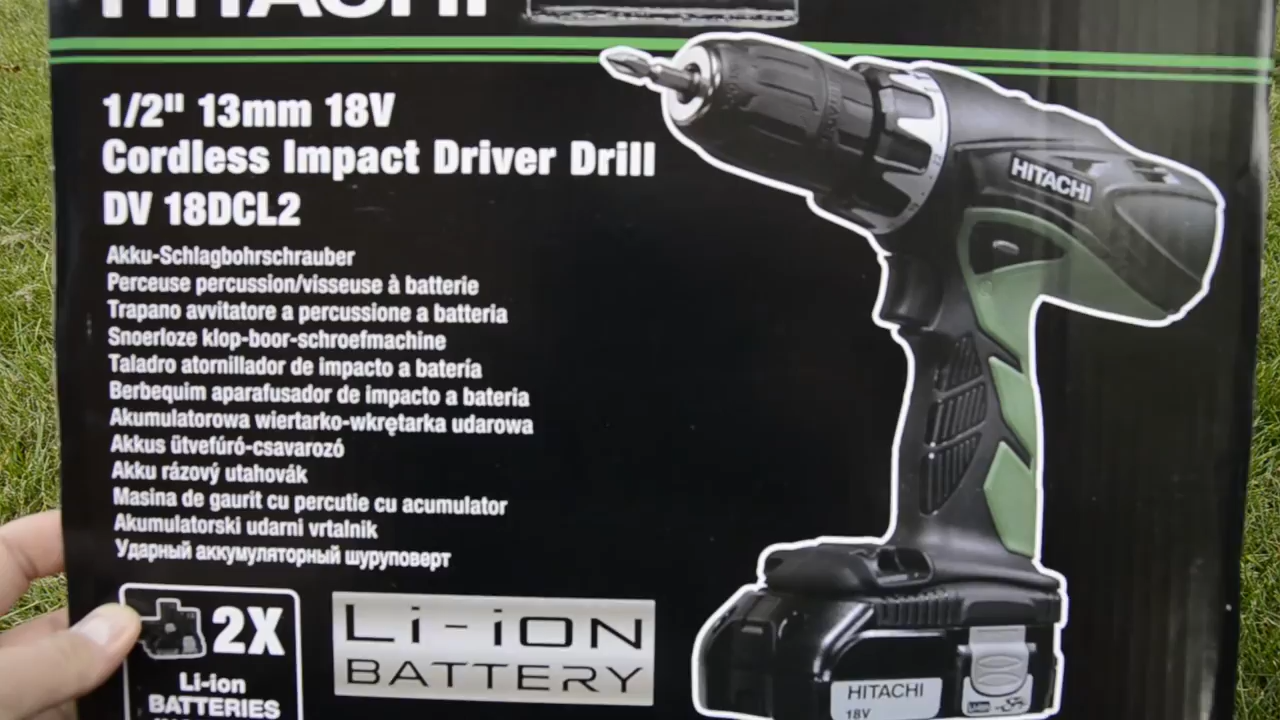 HITACHI
1/2" 13mm 18V
Cordless Impact Driver Drill
DV 18DCL2
Akku-Schlagbohrschrauber
Perceuse percussion/visseuse à batterie
Trapano avvitatore a percussione a batteria
Snoerloze klop-boor-schroefmachine
Taladro atornillador de impacto a batería
Berbequim aparafusador de impacto a bateria
Akumulatorowa wiertarko-wkrętarka udarowa
Akkus ütvefúró-csavarozó
Akku rázový utahovák
Masina de gaurit cu percutie cu acumulator
Akumulatorski udarni vrtalnik
Ударный аккумуляторный шуруповерт
2X
Li-ion
BATTERIES
Li-ion
BATTERY
HITACHI
HITACHI
18V